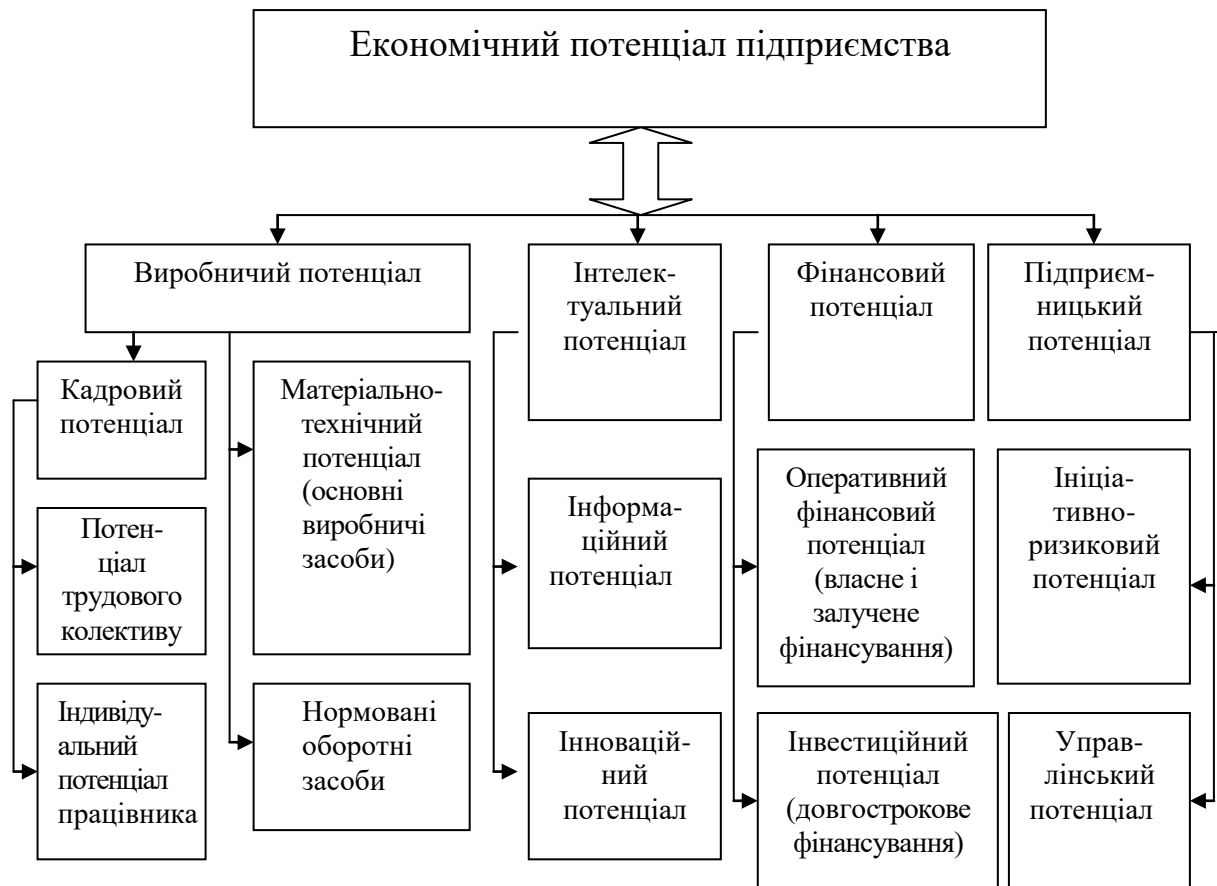 Економічний потенціал підприємства
Виробничий потенціал
Інтелек-
туальний
потенціал
Фінансовий
потенціал
Підприєм-
ницький
потенціал
Кадровий
потенціал
Матеріально-
технічний
потенціал
(основні
виробничі
засоби)
Потен-
ціал
трудового
колективу
Індивіду-
альний
потенціал
працівника
Нормовані
оборотні
засоби
Інформа-
ційний
потенціал
Інновацій-
ний
потенціал
Оперативний
фінансовий
потенціал
(власне і
залучене
фінансування)
Інвестиційний
потенціал
(довгострокове
фінансування)
Ініціа-
тивно-
ризиковий
потенціал
Управ-
лінський
потенціал